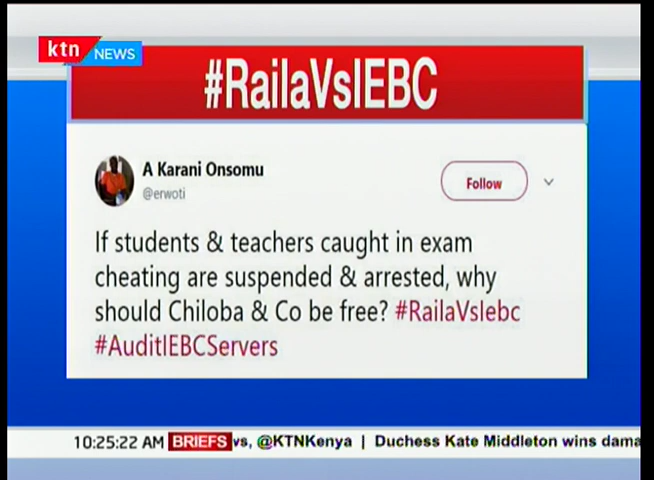 ktn NEWS
#RailaVsIEBC
A Karani Onsomu
@erwoti
Follow
If students & teachers caught in exam
cheating are suspended & arrested, why
should Chiloba & Co be free? #RailaVsIebc
#AuditIEBCServers
10:25:22 AM BRIEFS vs, @KTNKenya | Duchess Kate Middleton wins dama